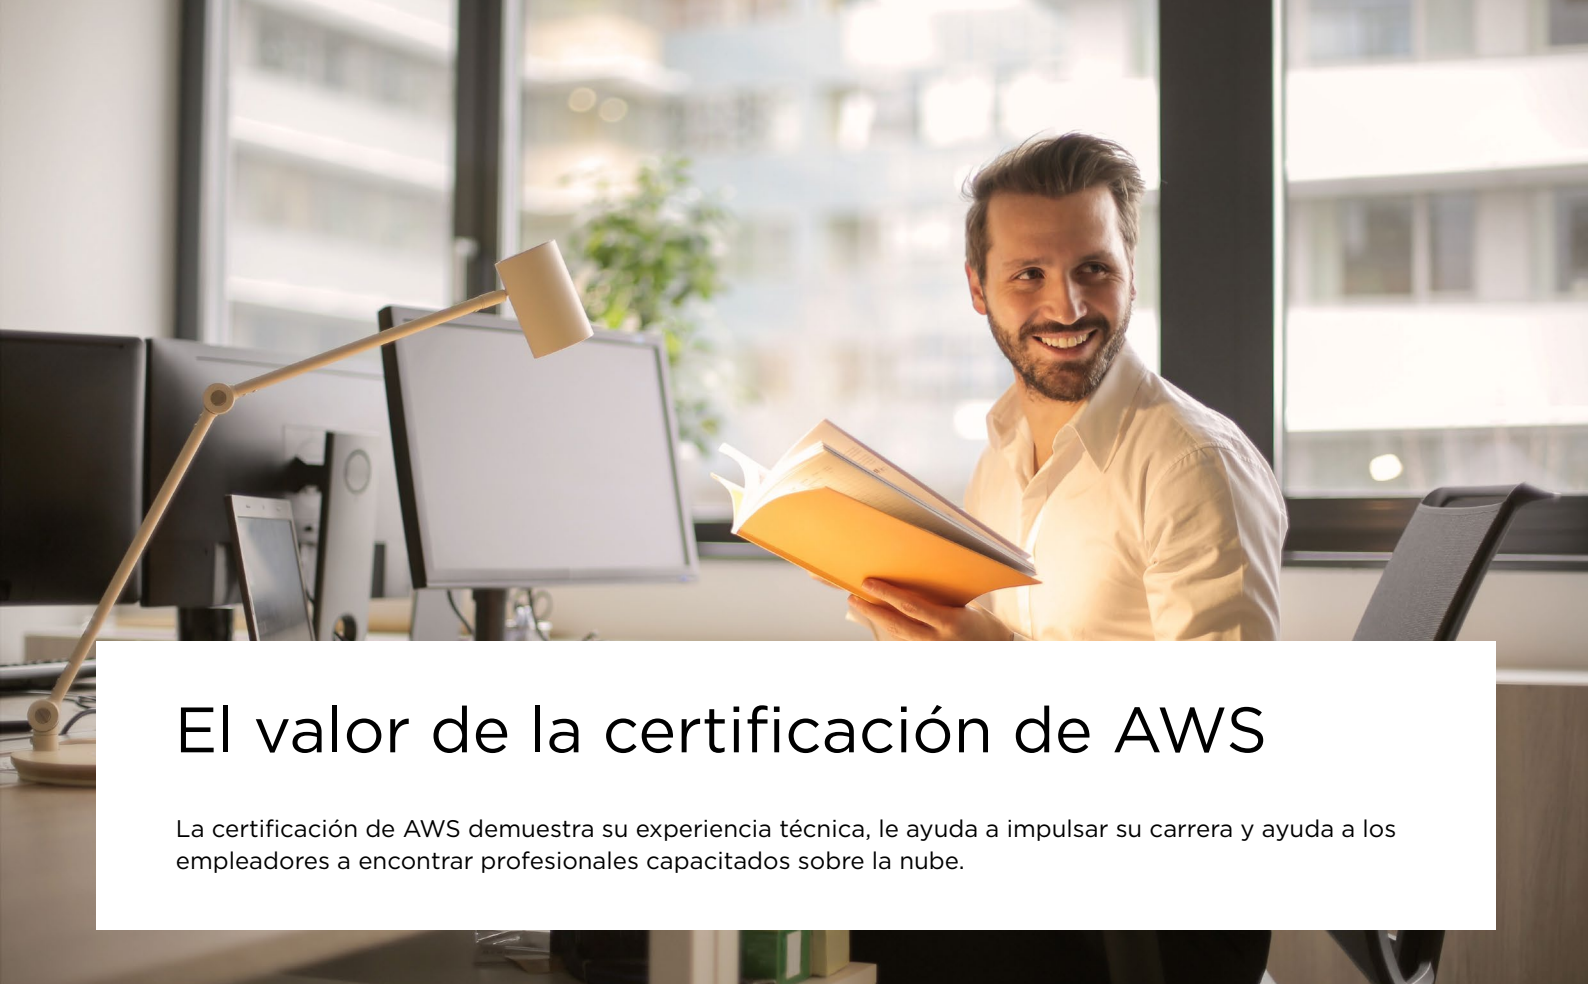 El valor de la certificación de AWS
La certificación de AWS demuestra su experiencia técnica, le ayuda a impulsar su carrera y ayuda a los
empleadores a encontrar profesionales capacitados sobre la nube.